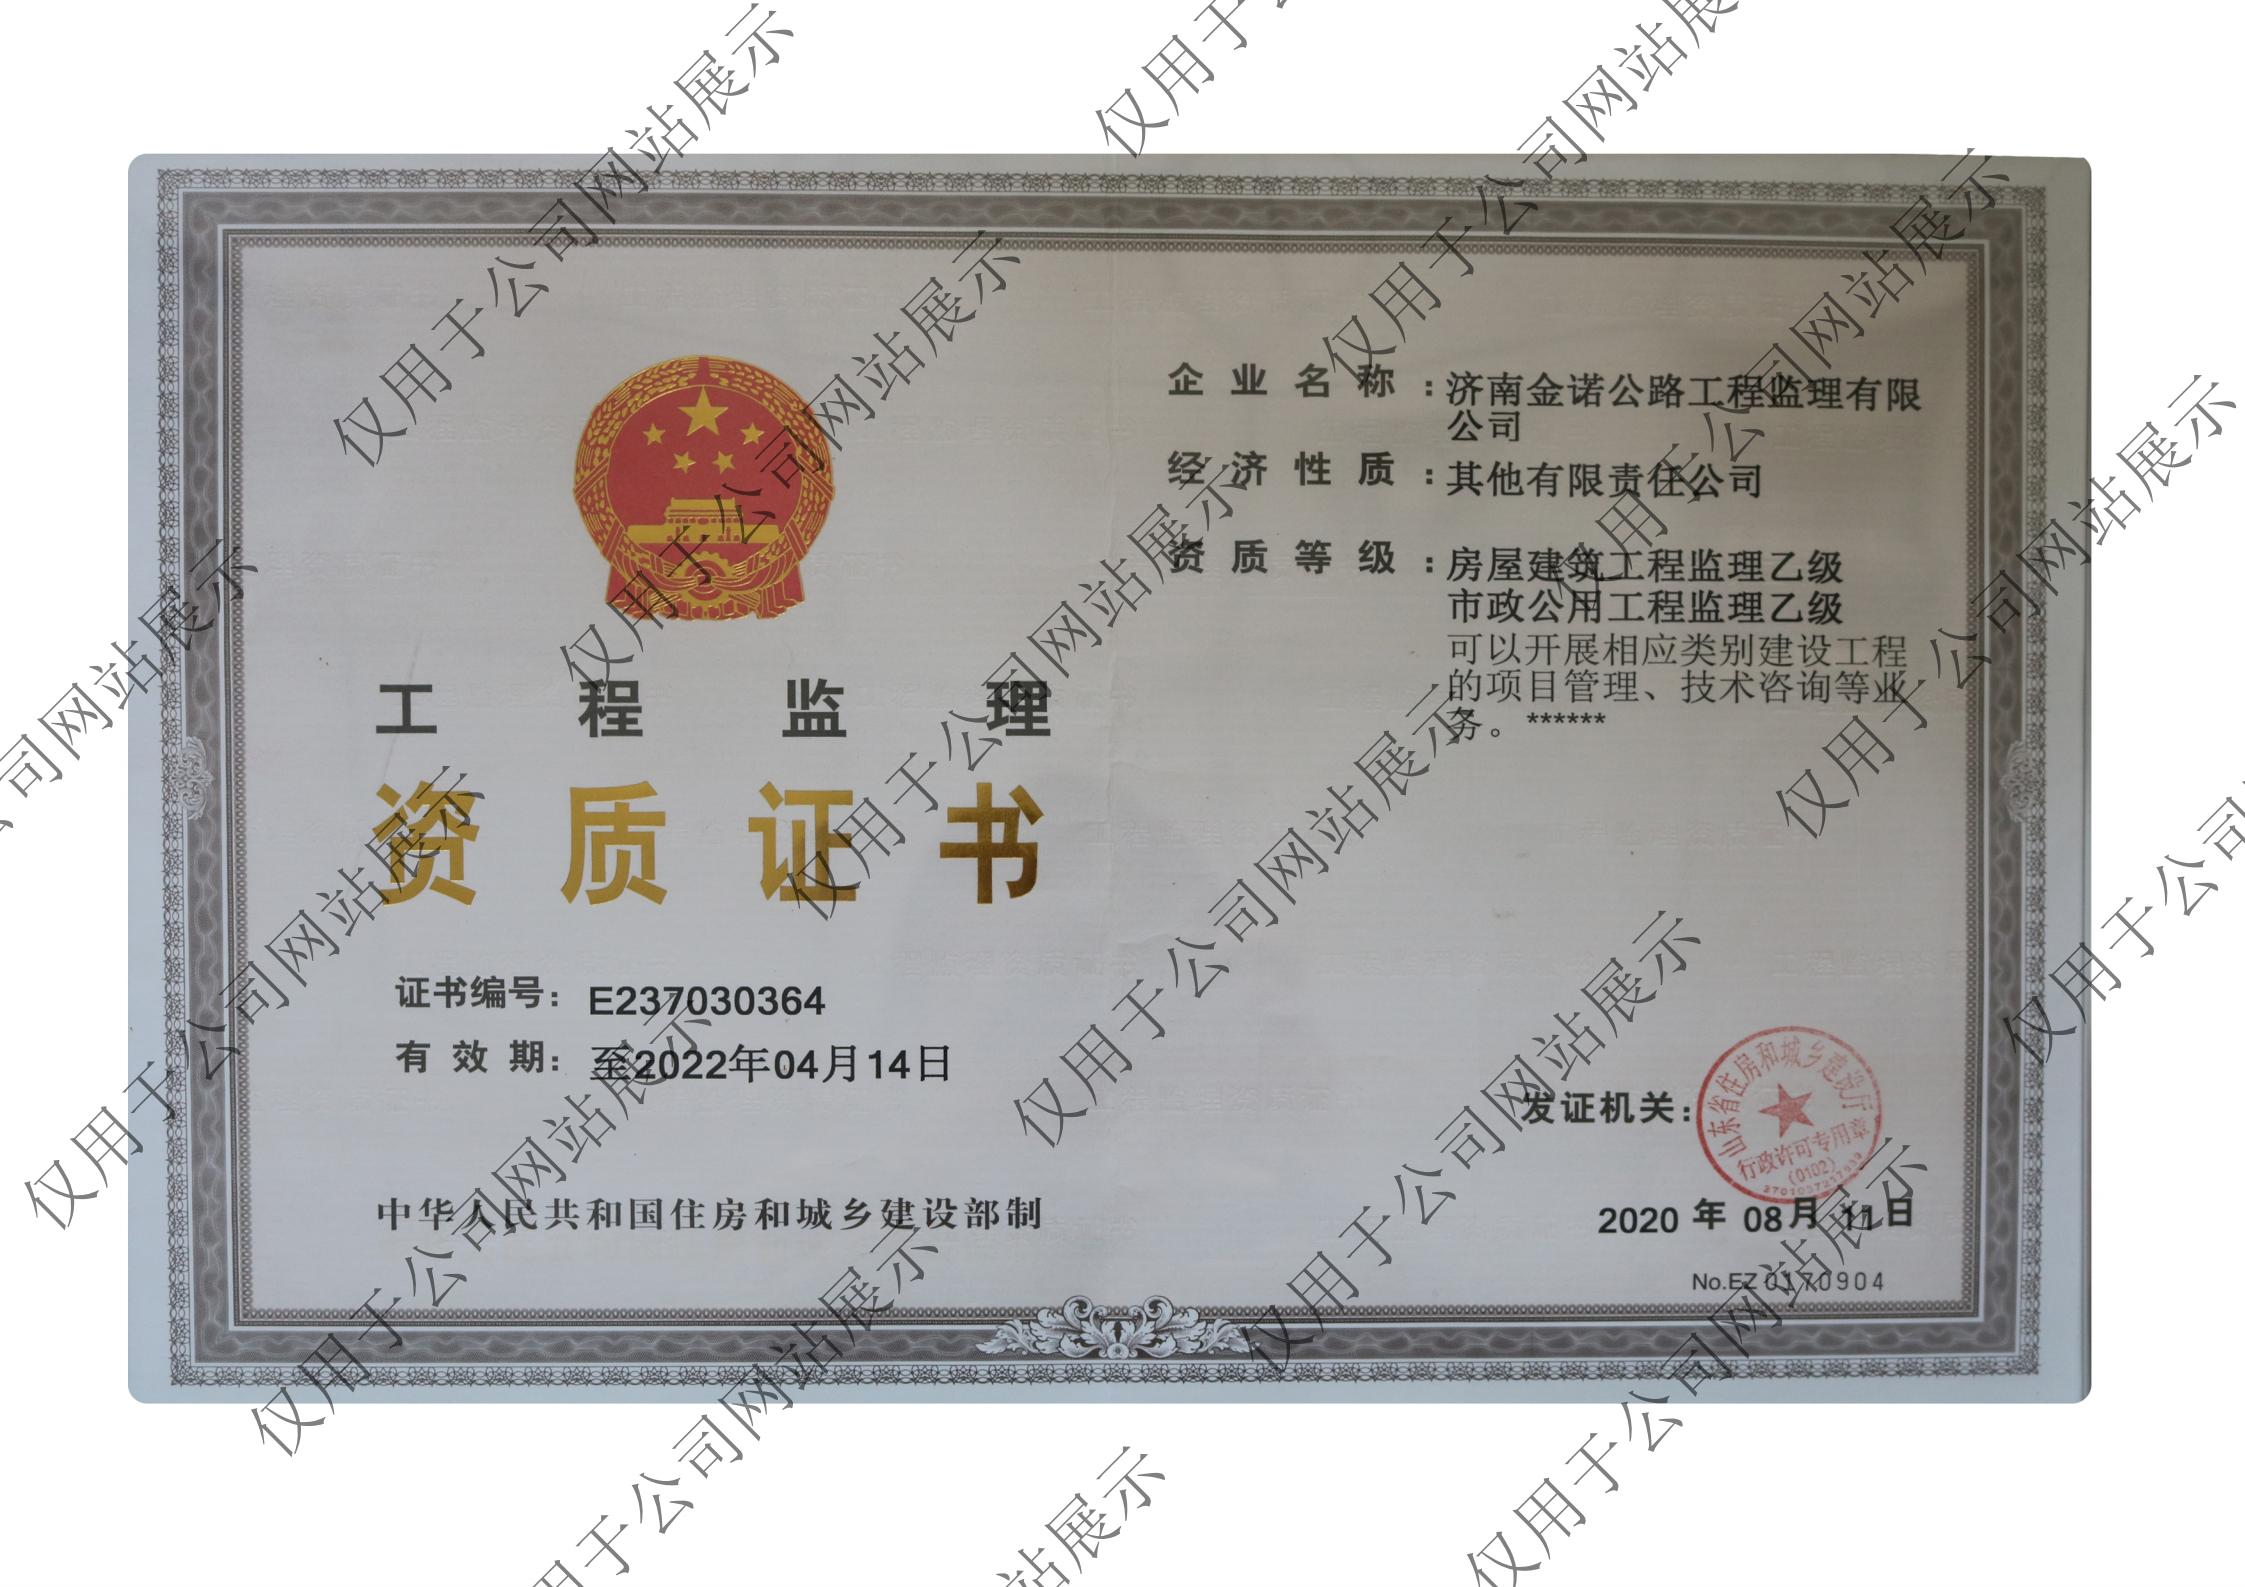 工程监理
资质证书
证书编号：E237030364
有效期：至2022年04月14日
中华人民共和国住房和城乡建设部制
企业名称：济南金诺公路工程监理有限
公司
经济性质：其他有限责任公司
资质等级：房屋建筑工程监理乙级
市政公用工程监理乙级
可以开展相应类别建设工程
的项目管理、技术咨询等业
务。******
发证机关：
山东省住房和城乡建设厅
行政许可专用章
(0102)
2020年08月11日
No.EZ 0170904
仅用于公司网站展示